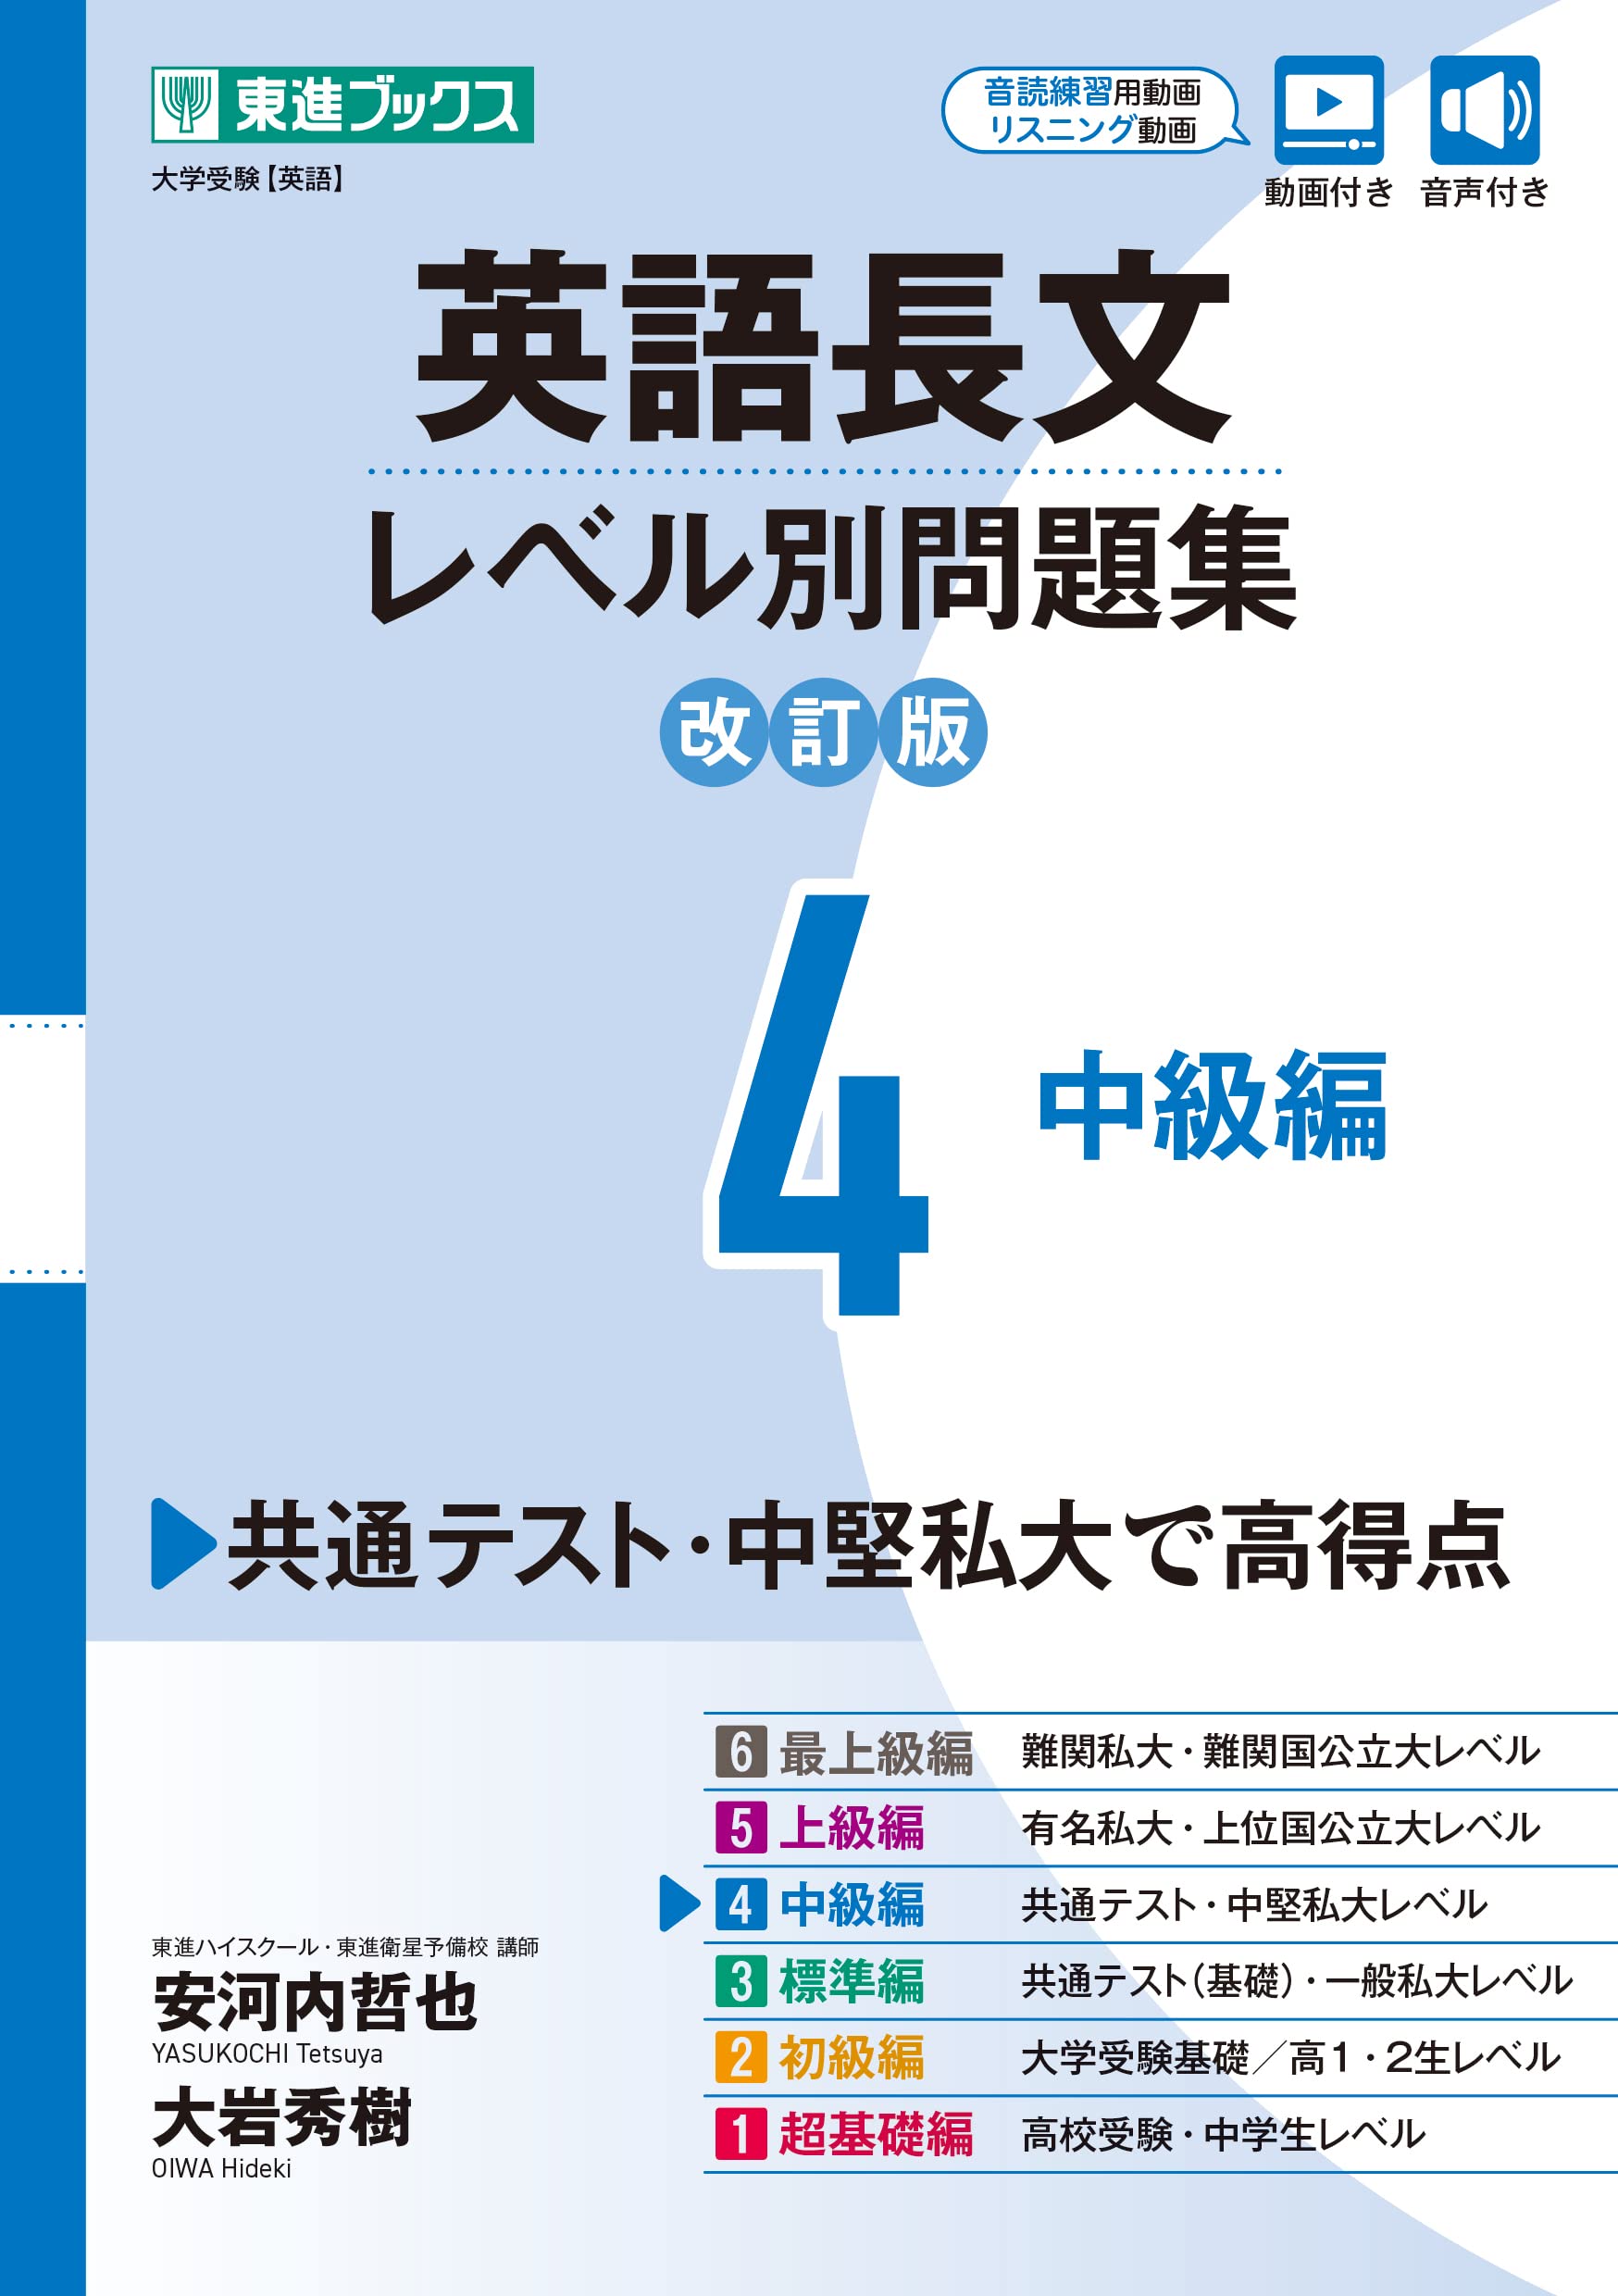 東進ブックス
大学受験【英語】
音読練習用動画
リスニング動画
動画付き 音声付き
英語長文
レベル別問題集
改訂版
4 中級編
共通テスト・中堅私大で高得点
6 最上級編 難関私大・難関国公立大レベル
5 上級編 有名私大・上位国公立大レベル
4 中級編 共通テスト・中堅私大レベル
3 標準編 共通テスト(基礎)・一般私大レベル
2 初級編 大学受験基礎/高1・2生レベル
1 超基礎編 高校受験・中学生レベル
東進ハイスクール・東進衛星予備校 講師
安河内哲也
YASUKOCHI Tetsuya
大岩秀樹
OIWA Hideki